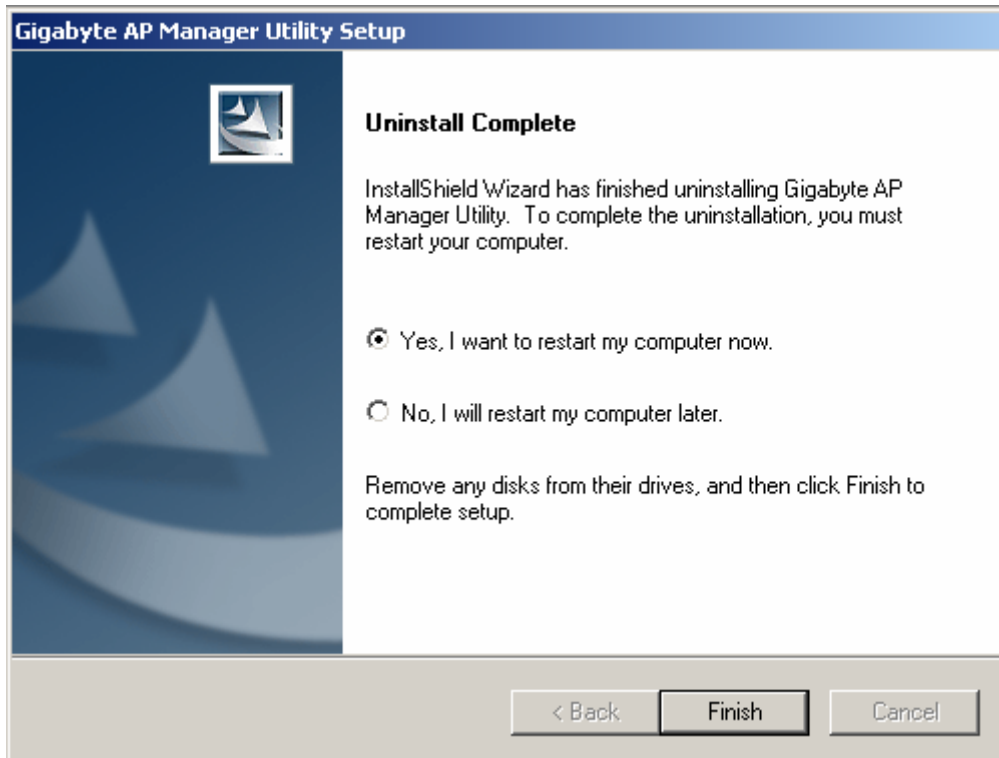 Gigabyte AP Manager Utility Setup
Uninstall Complete
InstallShield Wizard has finished uninstalling Gigabyte AP
Manager Utility.  To complete the uninstallation, you must
restart your computer.
Yes, I want to restart my computer now.
No, I will restart my computer later.
Remove any disks from their drives, and then click Finish to
complete setup.
< Back
Finish
Cancel